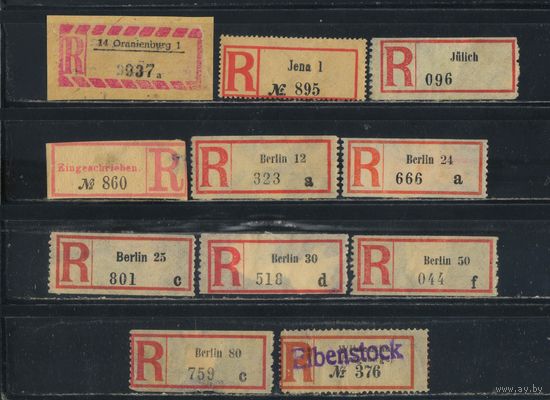 14 Oranienburg 1
R
9937 a
R
Jena 1
№ 895
R
Jülich
096
Eingeschrieben.
№ 860
R
R
Berlin 12
323 a
R
Berlin 24
666 a
R
Berlin 25
801 c
R
Berlin 30
518 d
R
Berlin 50
044 f
R
Berlin 80
759 c
R
Eibenstock
№ 376
www.ay.by